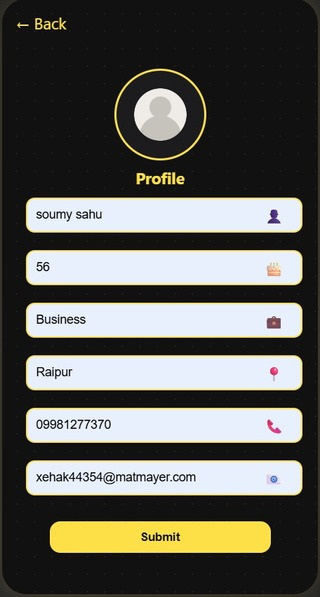 ← Back
Profile
soumy sahu
56
Business
Raipur
09981277370
xehak44354@matmayer.com
Submit